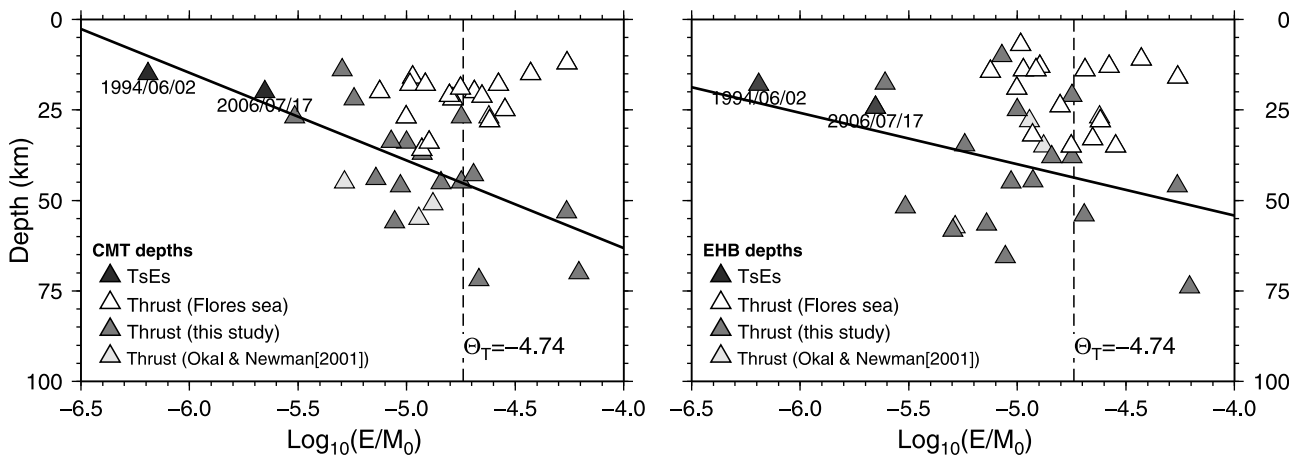 0
25
50
75
100
Depth (km)
1994/06/02
2006/07/17
CMT depths
TsEs
Thrust (Flores sea)
Thrust (this study)
Thrust (Okal & Newman[2001])
Θ_T=−4.74
−6.5 −6.0 −5.5 −5.0 −4.5 −4.0
Log₁₀(E/M₀)
1994/06/02
2006/07/17
EHB depths
TsEs
Thrust (Flores sea)
Thrust (this study)
Thrust (Okal & Newman[2001])
Θ_T=−4.74
0
25
50
75
100
−6.5 −6.0 −5.5 −5.0 −4.5 −4.0
Log₁₀(E/M₀)